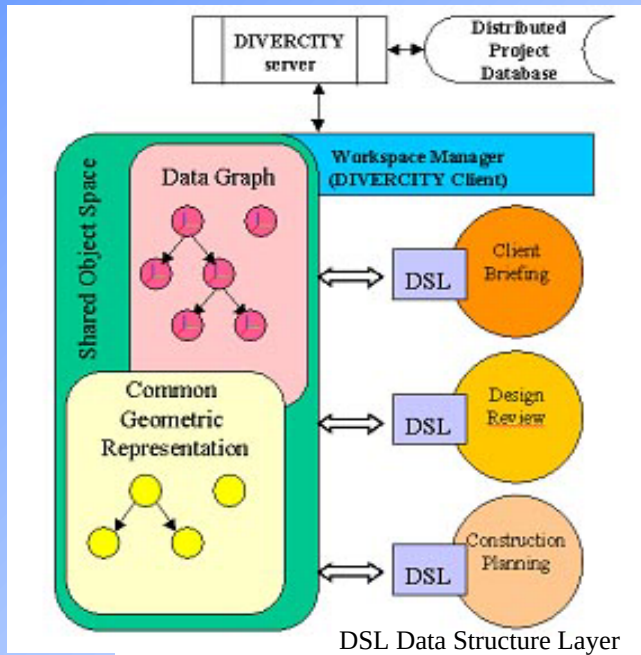 DIVERCITY
server
Distributed
Project
Database
Workspace Manager
(DIVERCITY Client)
Shared Object Space
Data Graph
DSL
Client
Briefing
Common
Geometric
Representation
DSL
Design
Review
DSL
Construction
Planning
DSL Data Structure Layer